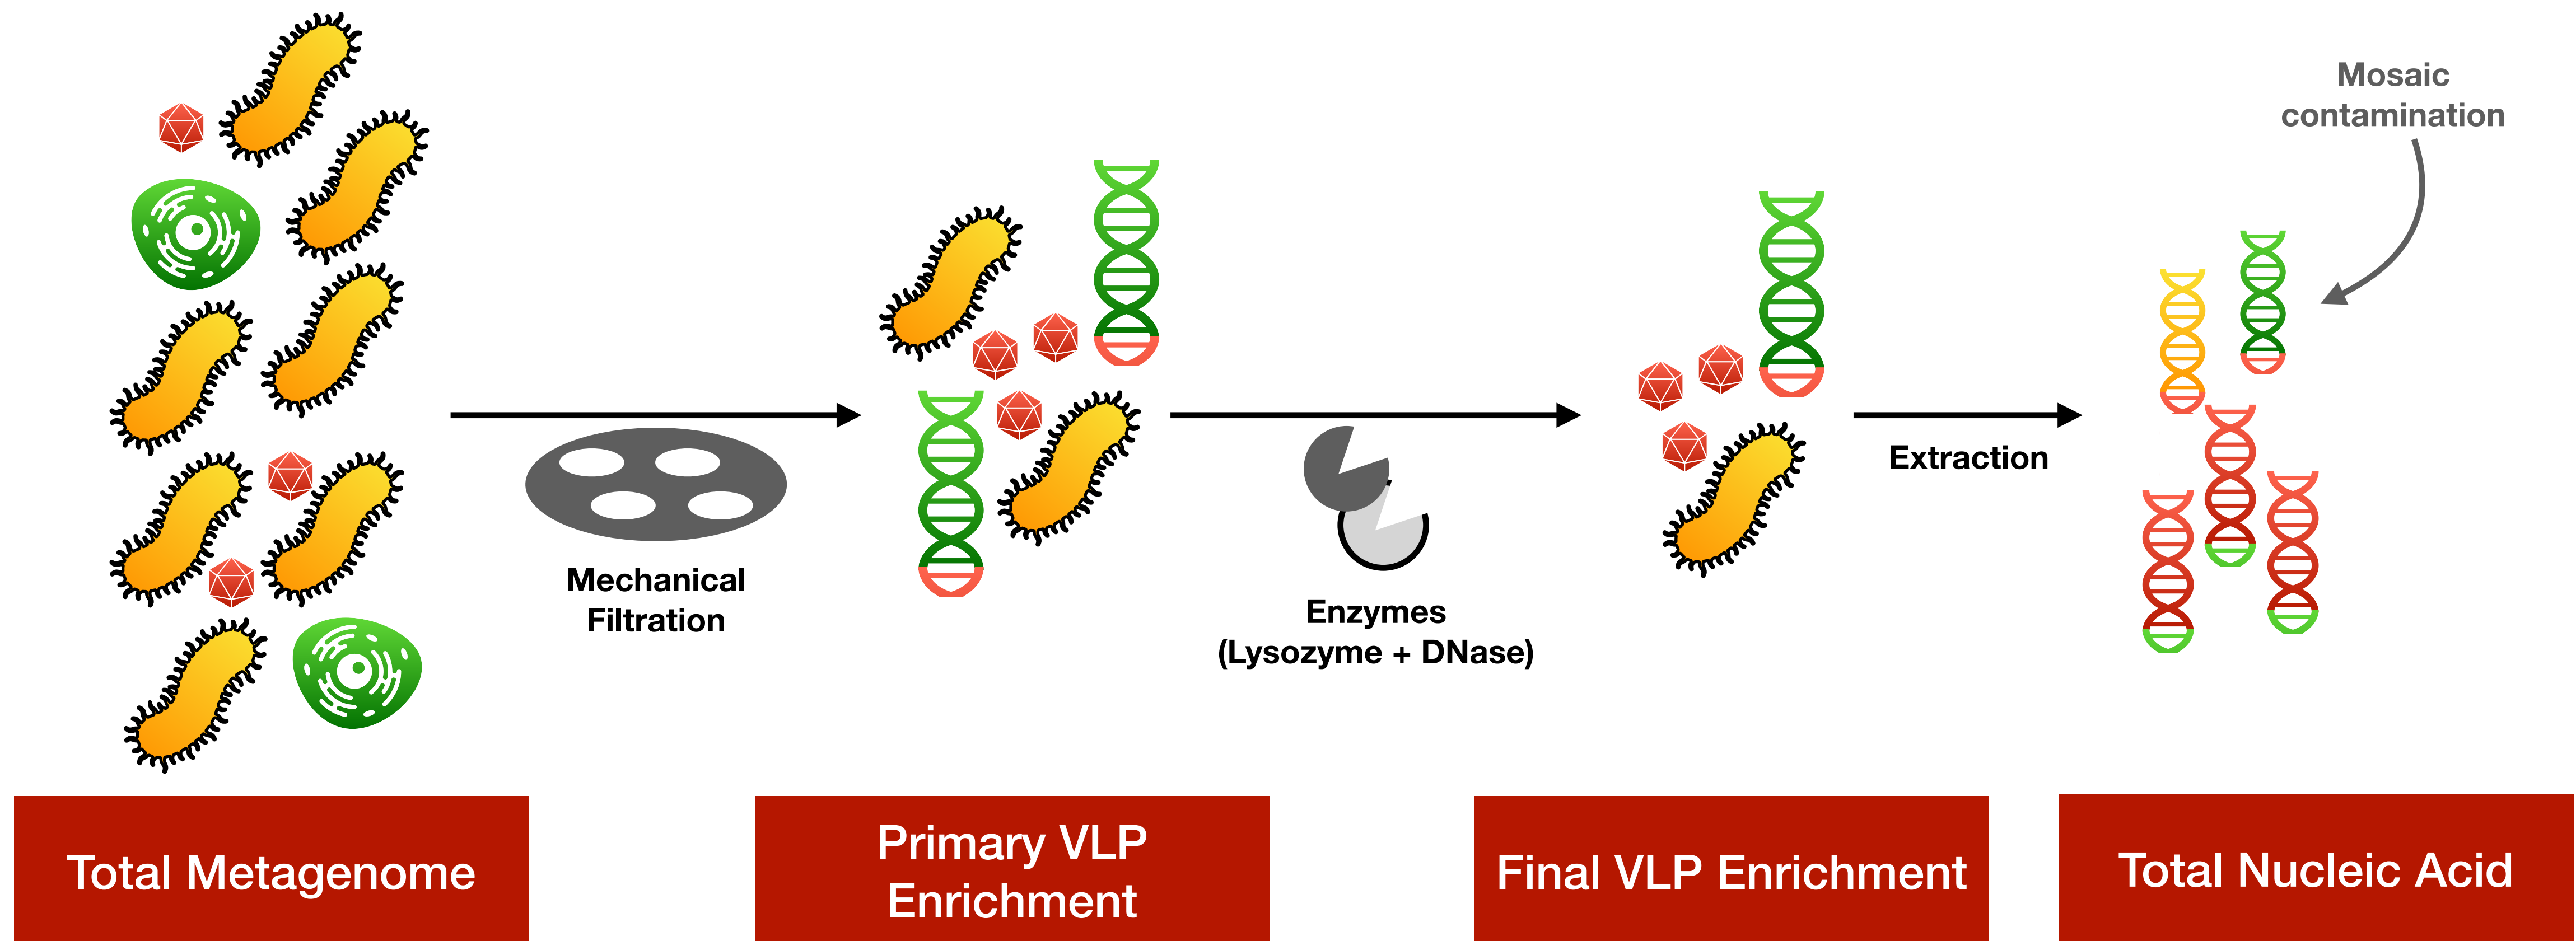 Mosaic
contamination
Mechanical
Filtration
Enzymes
(Lysozyme + DNase)
Extraction
Total Metagenome
Primary VLP
Enrichment
Final VLP Enrichment
Total Nucleic Acid